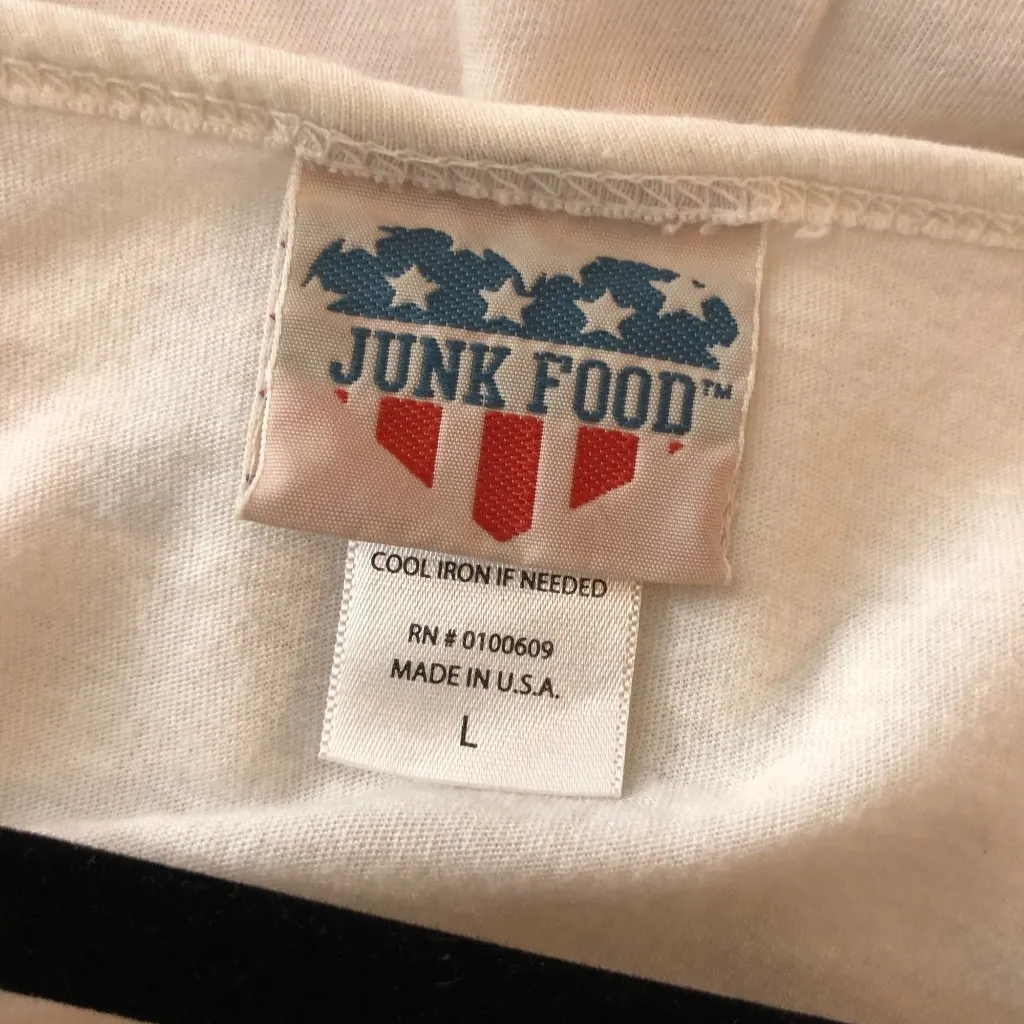 JUNK FOOD™
COOL IRON IF NEEDED
RN # 0100609
MADE IN U.S.A.
L